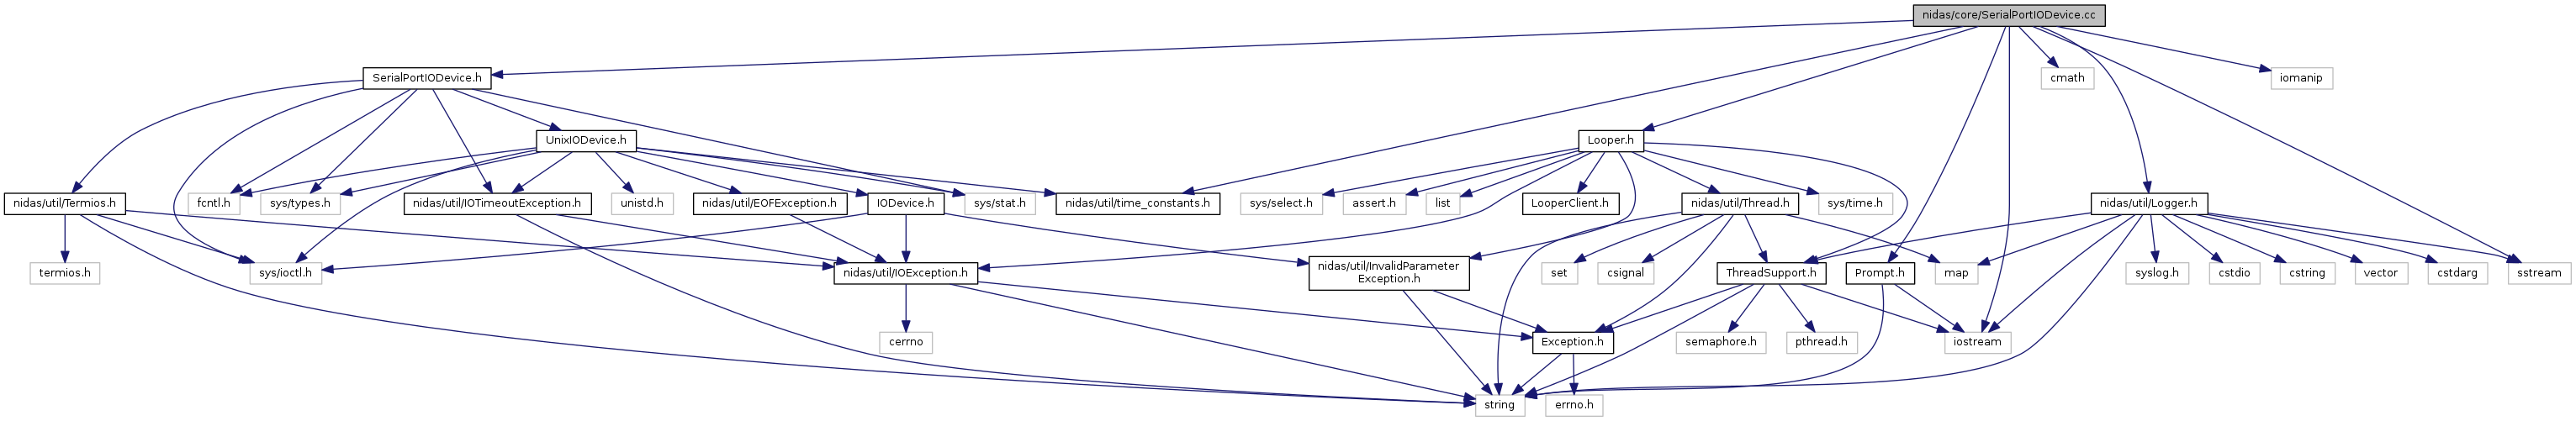 nidas/core/SerialPortIODevice.cc
SerialPortIODevice.h
cmath
iomanip
UnixIODevice.h
Looper.h
nidas/util/Termios.h
fcntl.h
sys/types.h
nidas/util/IOTimeoutException.h
unistd.h
nidas/util/EOFException.h
IODevice.h
sys/stat.h
nidas/util/time_constants.h
sys/select.h
assert.h
list
LooperClient.h
nidas/util/Thread.h
sys/time.h
nidas/util/Logger.h
termios.h
sys/ioctl.h
nidas/util/IOException.h
nidas/util/InvalidParameter
Exception.h
set
csignal
ThreadSupport.h
Prompt.h
map
syslog.h
cstdio
cstring
vector
cstdarg
sstream
cerrno
Exception.h
semaphore.h
pthread.h
iostream
string
errno.h